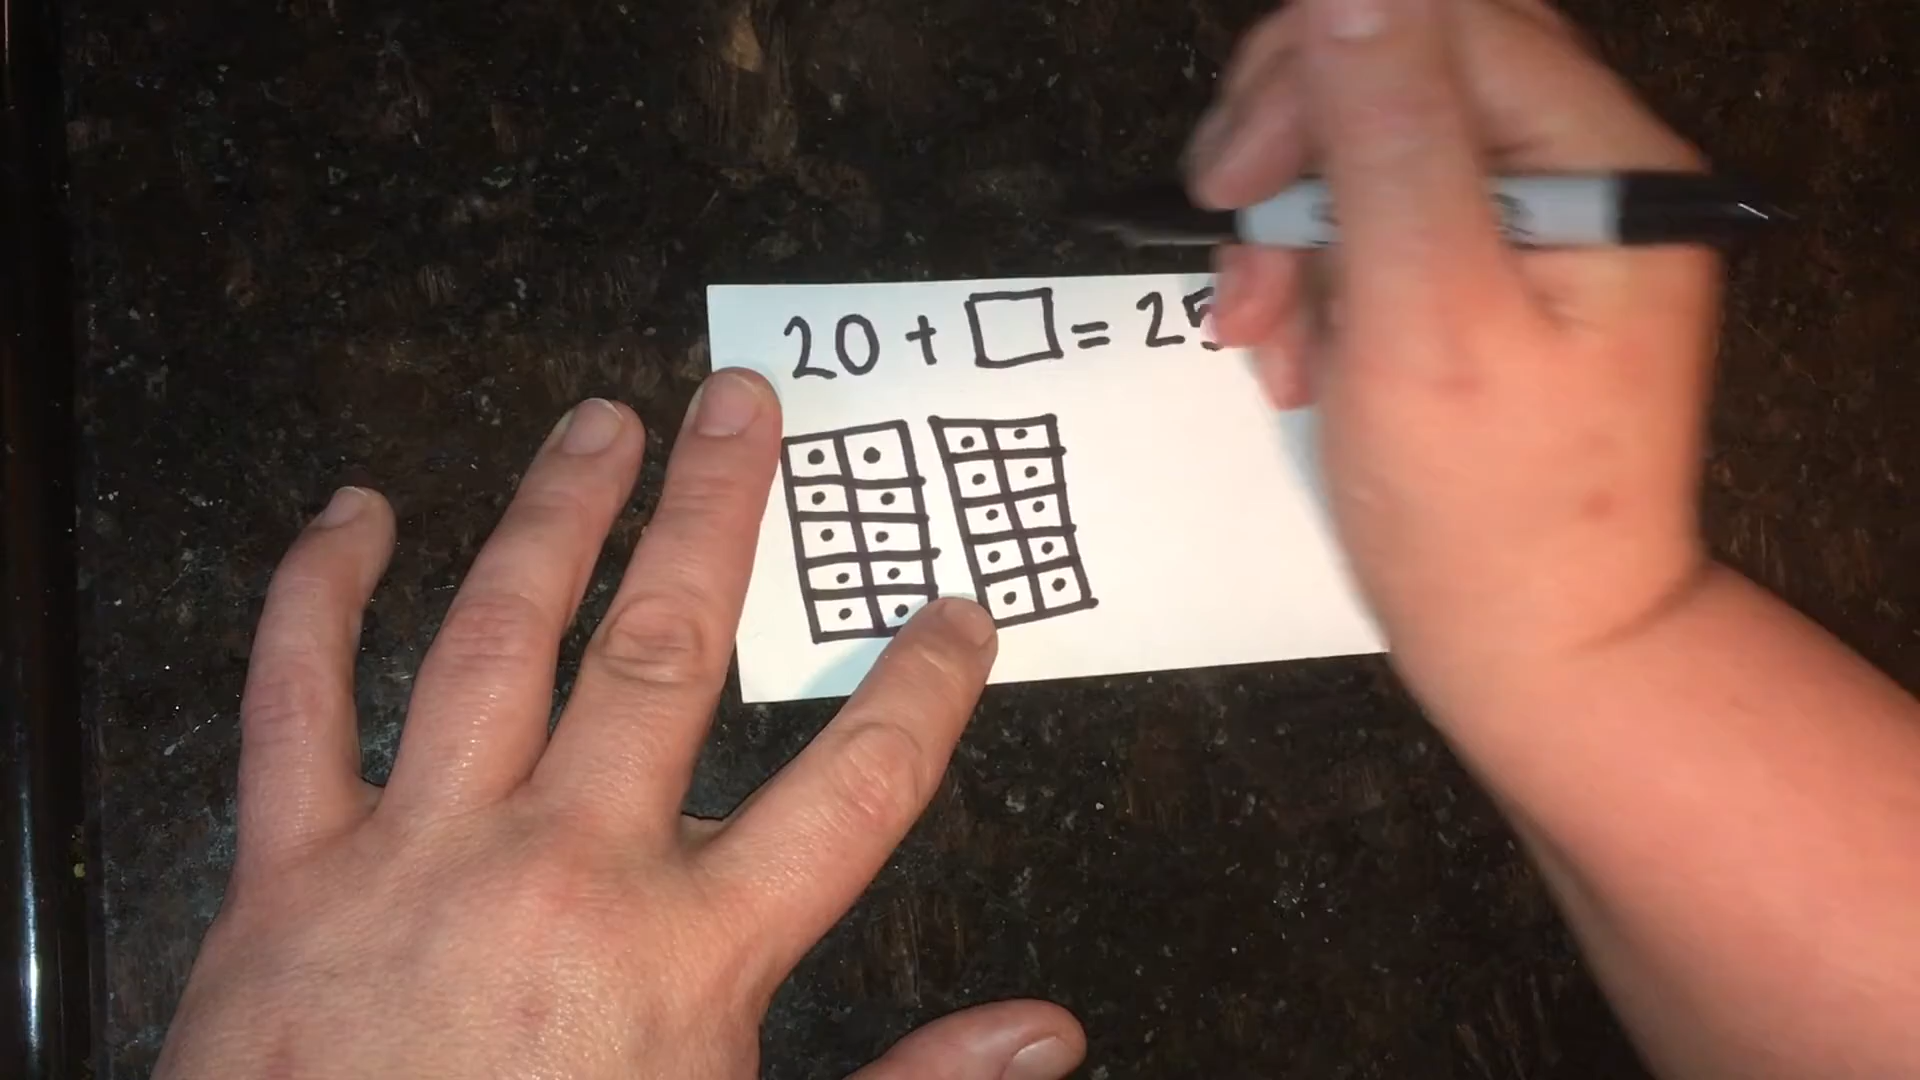 20 + □ = 25